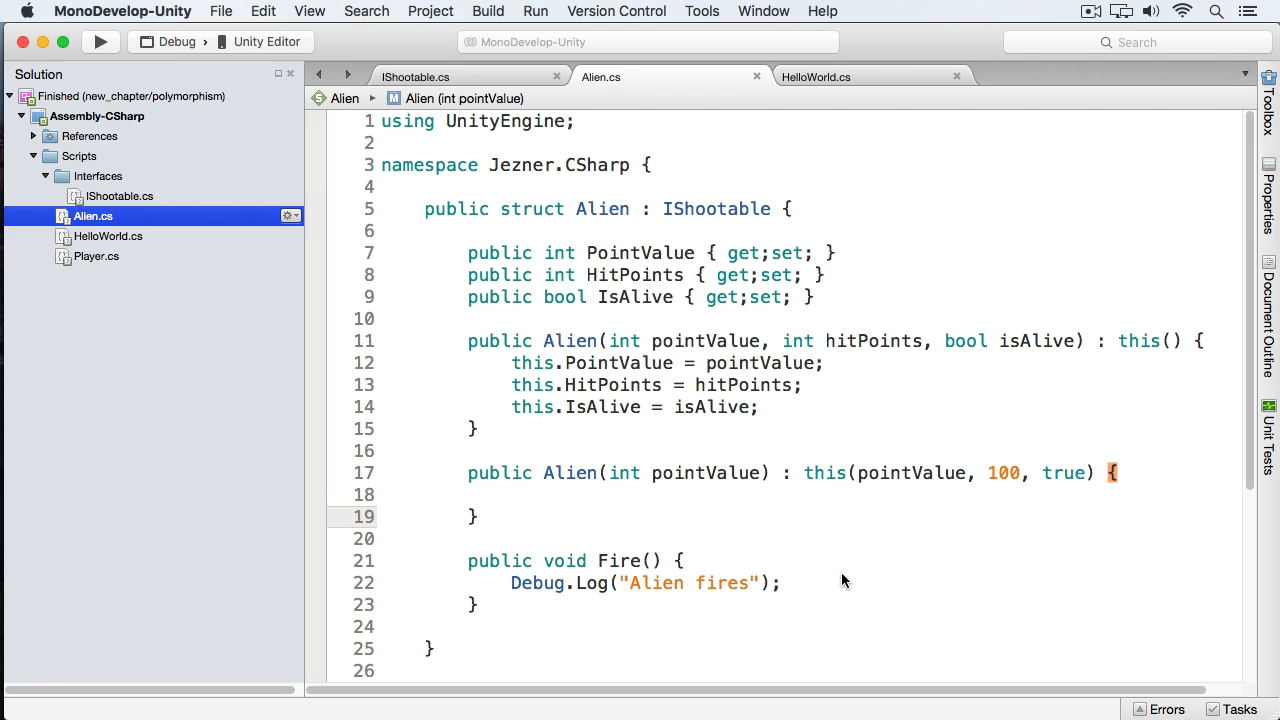 MonoDevelop-Unity File Edit View Search Project Build Run Version Control Tools Window Help
Debug › Unity Editor
MonoDevelop-Unity
Search
Solution
Finished (new_chapter/polymorphism)
Assembly-CSharp
References
Scripts
Interfaces
IShootable.cs
Alien.cs
HelloWorld.cs
Player.cs
IShootable.cs
Alien.cs
HelloWorld.cs
Alien
Alien (int pointValue)
1 using UnityEngine;
2
3 namespace Jezner.CSharp {
4
5 public struct Alien : IShootable {
6
7 public int PointValue { get;set; }
8 public int HitPoints { get;set; }
9 public bool IsAlive { get;set; }
10
11 public Alien(int pointValue, int hitPoints, bool isAlive) : this() {
12 this.PointValue = pointValue;
13 this.HitPoints = hitPoints;
14 this.IsAlive = isAlive;
15 }
16
17 public Alien(int pointValue) : this(pointValue, 100, true) {
18
19 }
20
21 public void Fire() {
22 Debug.Log("Alien fires");
23 }
24
25 }
26
Toolbox
Properties
Document Outline
Unit Tests
Errors
Tasks